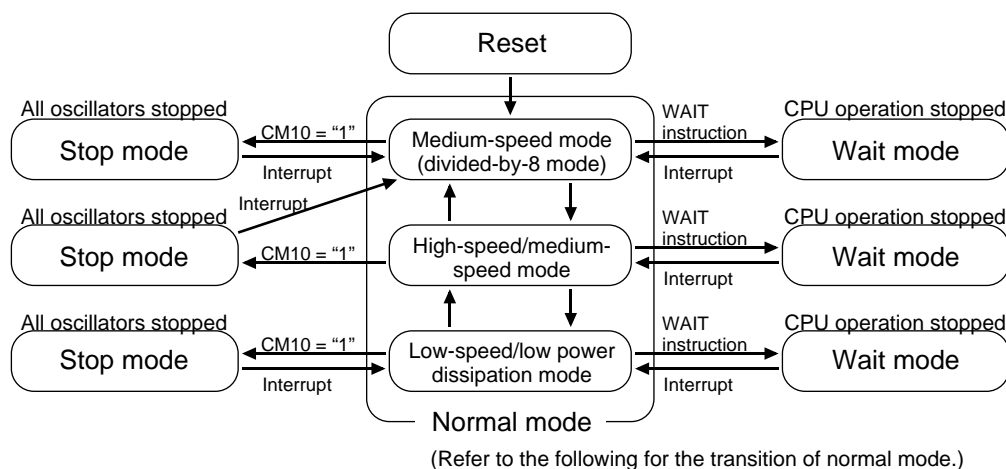 Reset
All oscillators stopped
Stop mode
CM10 = “1”
Interrupt
Medium-speed mode
(divided-by-8 mode)
WAIT
instruction
Interrupt
CPU operation stopped
Wait mode
All oscillators stopped
Stop mode
Interrupt
CM10 = “1”
High-speed/medium-
speed mode
WAIT
instruction
Interrupt
CPU operation stopped
Wait mode
All oscillators stopped
Stop mode
CM10 = “1”
Interrupt
Low-speed/low power
dissipation mode
WAIT
instruction
Interrupt
CPU operation stopped
Wait mode
Normal mode
(Refer to the following for the transition of normal mode.)